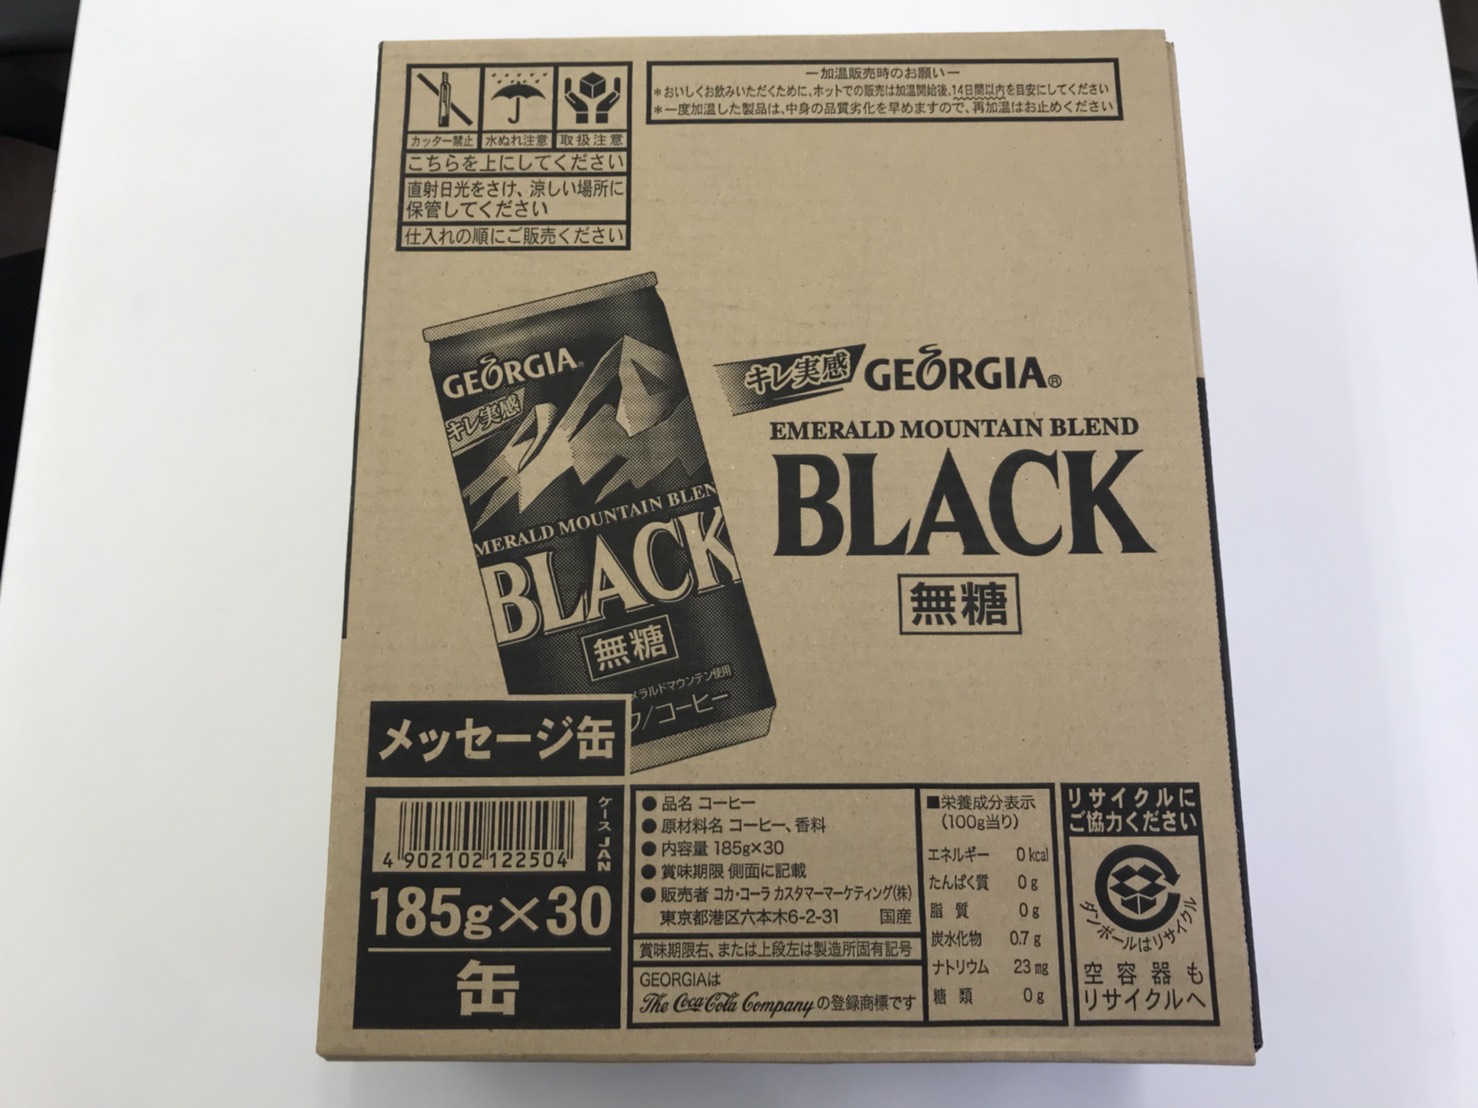 カッター禁止 水ぬれ注意 取扱注意
こちらを上にしてください
直射日光をさけ、涼しい場所に
保管してください
仕入れの順にご販売ください
ー加温販売時のお願いー
*おいしくお飲みいただくために、ホットでの販売は加温開始後、14日間以内を目安にしてください
*一度加温した製品は、中身の品質劣化を早めますので、再加温はお止めください
GEORGIA
キレ実感
EMERALD MOUNTAIN BLEN
BLACK
無糖
メラルドマウンテン使用
/コーヒー
キレ実感 GEORGIA®
EMERALD MOUNTAIN BLEND
BLACK
無糖
メッセージ缶
ケース JAN
4 902102 122504
185g×30
缶
●品名 コーヒー
●原材料名 コーヒー、香料
●内容量 185g×30
●賞味期限 側面に記載
●販売者 コカ・コーラ カスタマーマーケティング(株)
東京都港区六本木6-2-31 国産
賞味期限右、または上段左は製造所固有記号
GEORGIAは
The Coca-Cola Companyの登録商標です
■栄養成分表示
(100g当り)
エネルギー 0kcal
たんぱく質 0g
脂質 0g
炭水化物 0.7g
ナトリウム 23mg
糖類 0g
リサイクルに
ご協力ください
ダンボールはリサイクル
空容器も
リサイクルへ